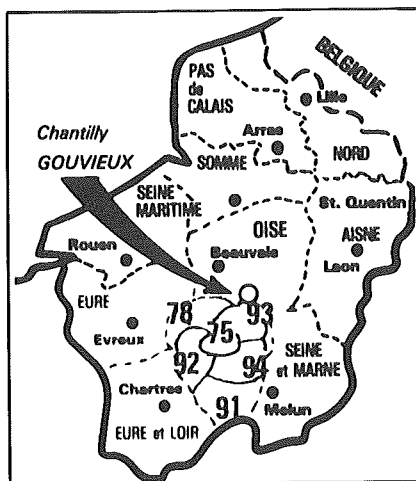 BELGIQUE
PAS
de
CALAIS
Lille
Chantilly
GOUVIEUX
Arras
NORD
SOMME
SEINE
MARITIME
St. Quentin
OISE
AISNE
Rouen
Beauvais
Laon
EURE
78
93
75
Evreux
92
94
SEINE
et MARNE
Chartres
91
Melun
EURE et LOIR